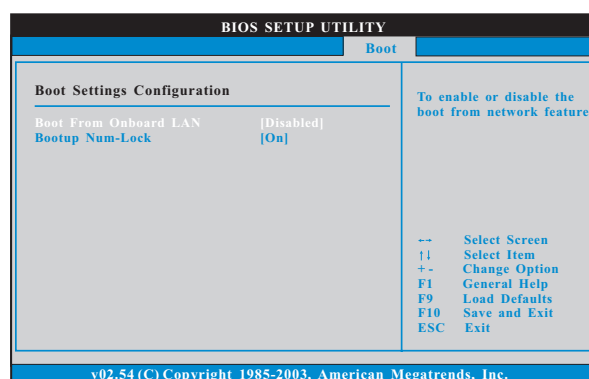 BIOS SETUP UTILITY
Boot
Boot Settings Configuration
Boot From Onboard LAN [Disabled]
Bootup Num-Lock [On]
To enable or disable the
boot from network feature
←→ Select Screen
↑↓ Select Item
+ - Change Option
F1 General Help
F9 Load Defaults
F10 Save and Exit
ESC Exit
v02.54 (C) Copyright 1985-2003, American Megatrends, Inc.